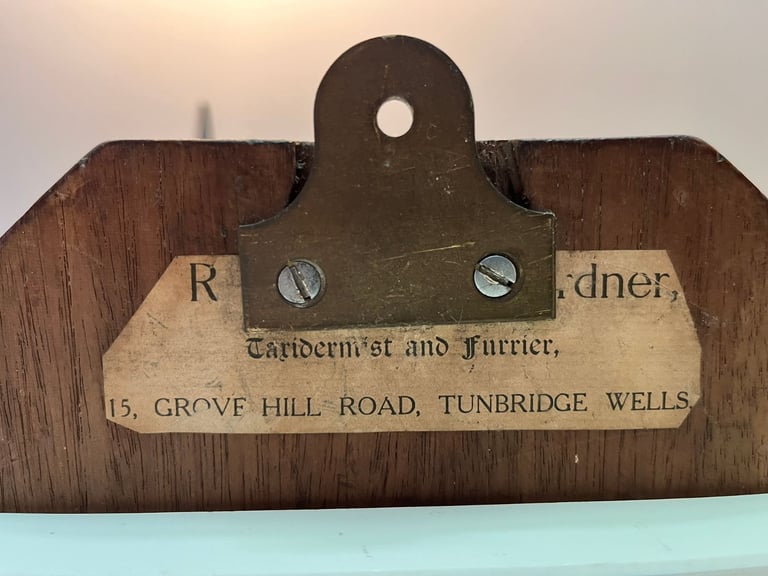 R rdner,
Taxidermist and Furrier,
15, GROVE HILL ROAD, TUNBRIDGE WELLS.